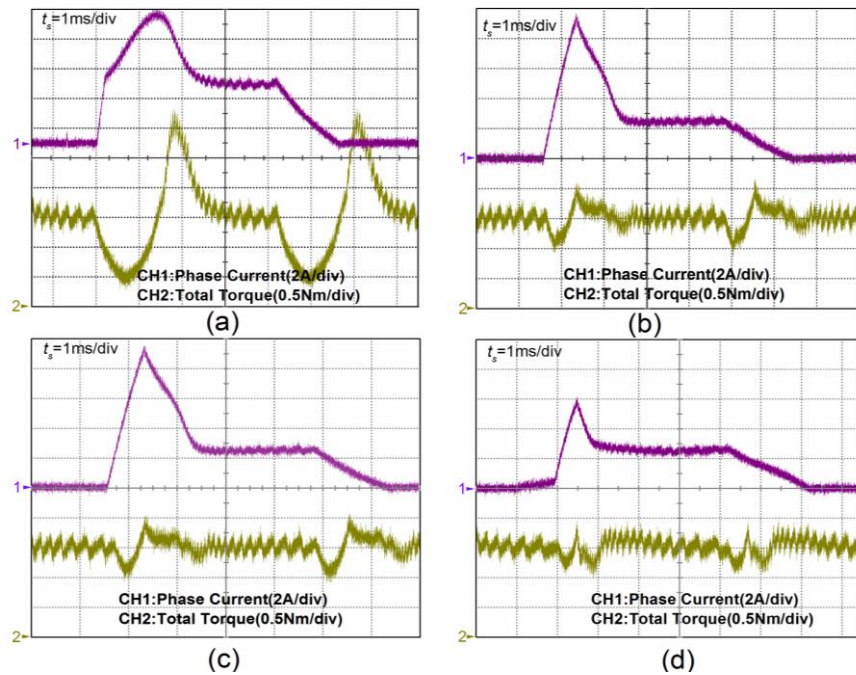 ts=1ms/div
1
2
CH1:Phase Current(2A/div)
CH2:Total Torque(0.5Nm/div)
(a)
ts=1ms/div
1
2
CH1:Phase Current(2A/div)
CH2:Total Torque(0.5Nm/div)
(b)
ts=1ms/div
1
2
CH1:Phase Current(2A/div)
CH2:Total Torque(0.5Nm/div)
(c)
ts=1ms/div
1
2
CH1:Phase Current(2A/div)
CH2:Total Torque(0.5Nm/div)
(d)